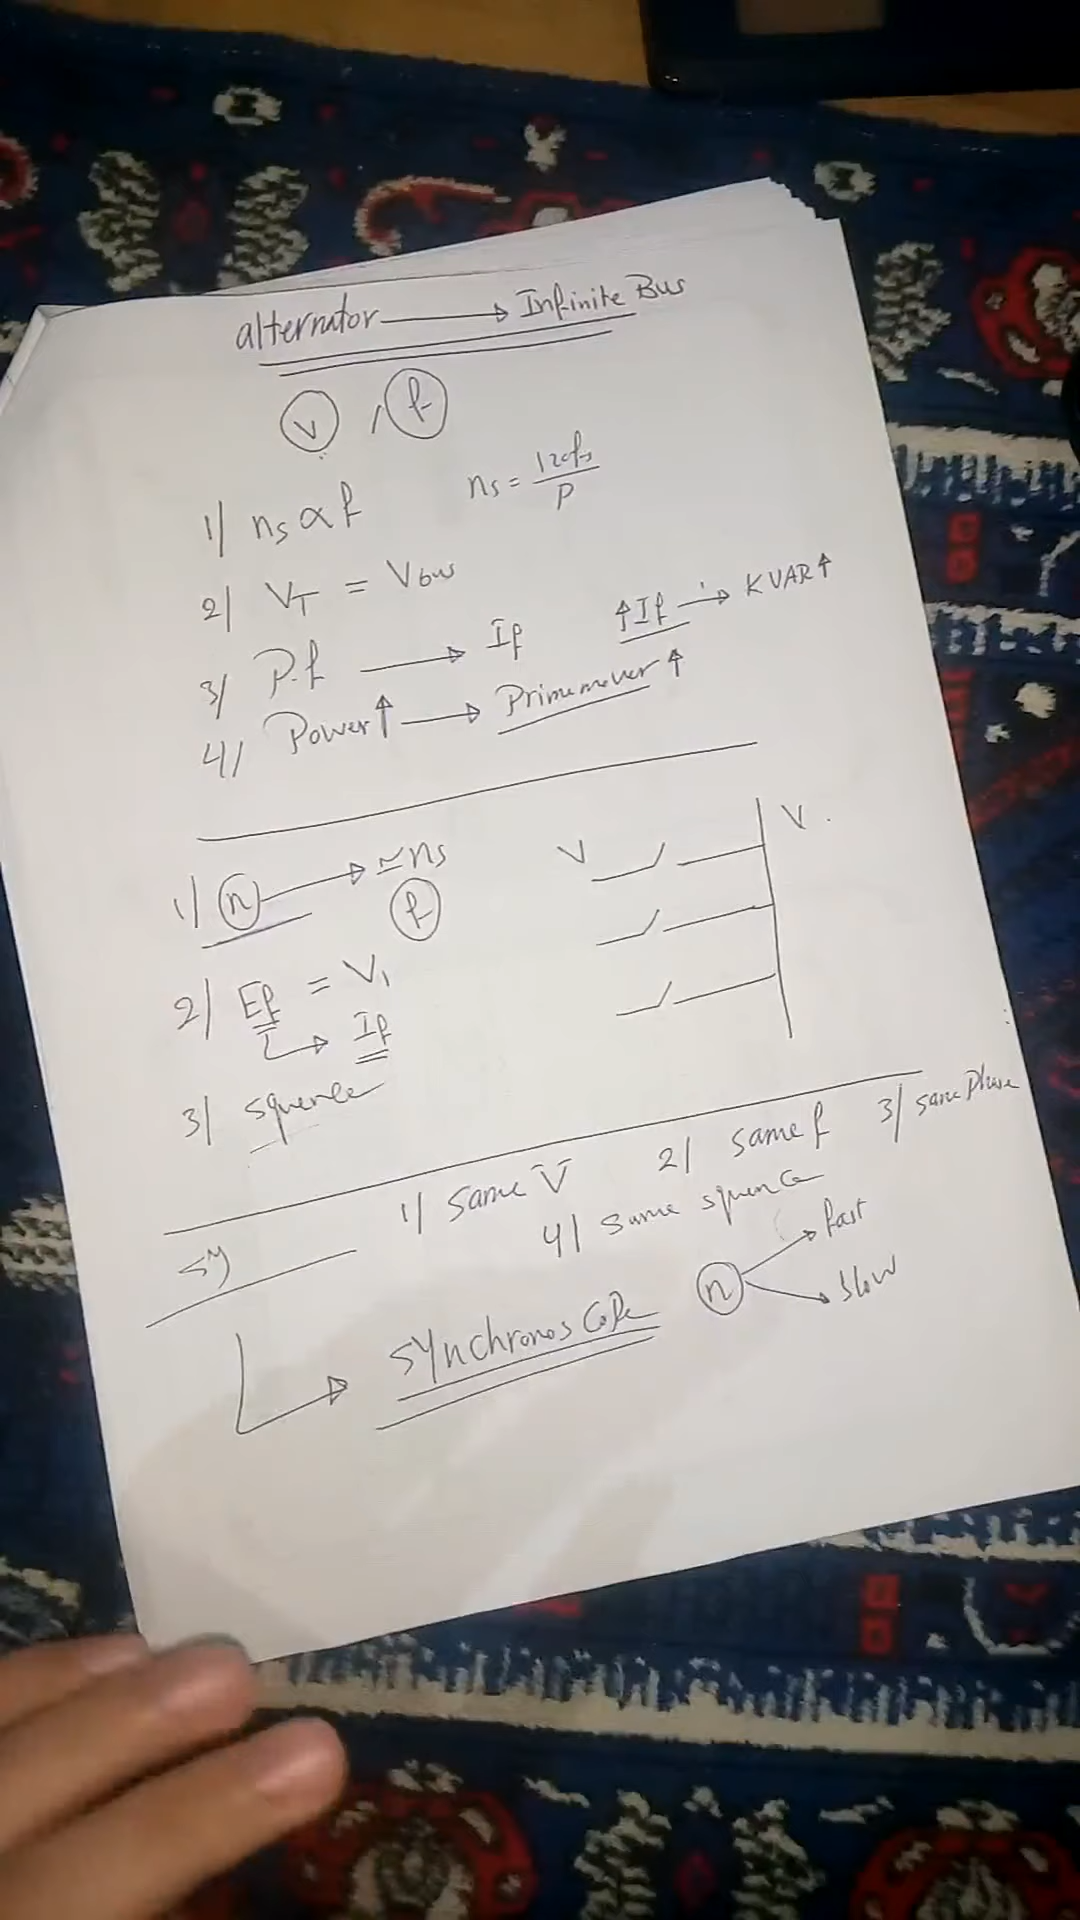 alternator → Infinite Bus
V , f
1/ ns ∝ f ns = 120fs / P
2/ VT = Vbus
3/ P.f → If ↑If → KVAR↑
4/ Power↑ → Primemover↑
1/ n → ≃ns
f
V V
2/ Ef = V1
→ If
3/ squence
1/ same V 2/ same f 3/ same Phase
4/ same squence
SY
→ SYnchronos CoPe n → fast
→ slow